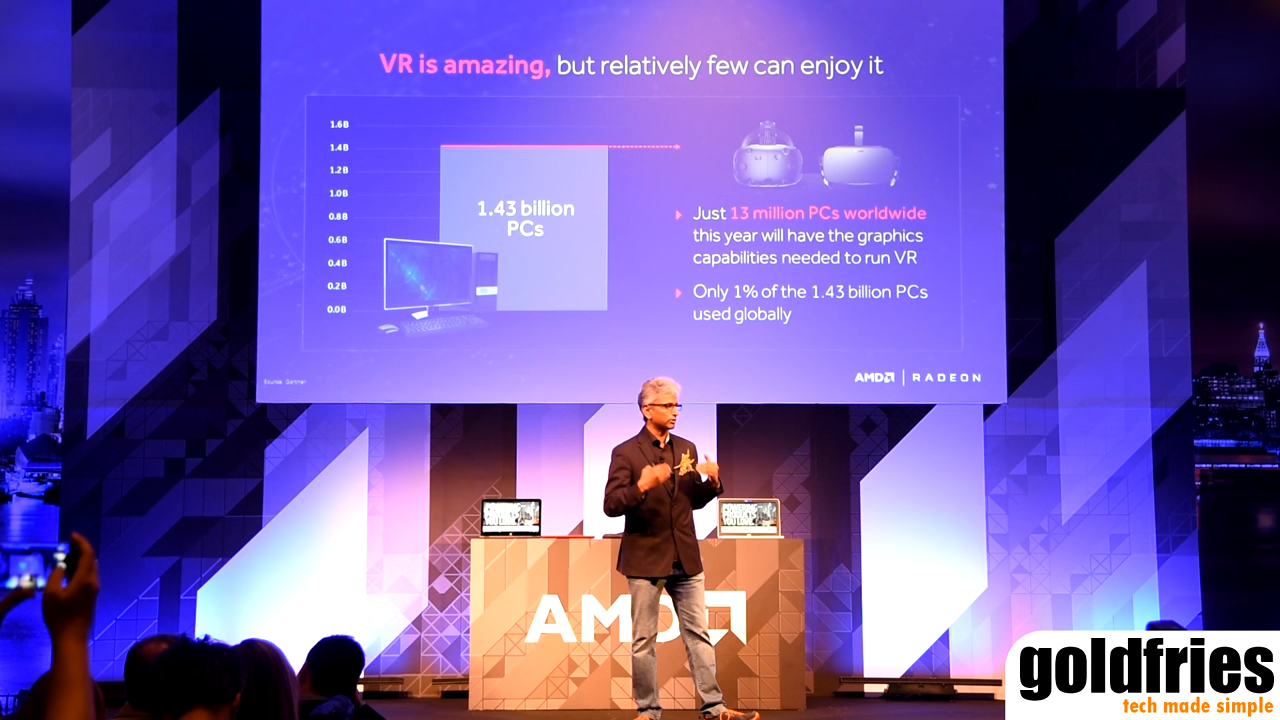 VR is amazing, but relatively few can enjoy it
1.6B
1.4B
1.2B
1.0B
0.8B
0.6B
0.4B
0.2B
0.0B
1.43 billion
PCs
Just 13 million PCs worldwide
this year will have the graphics
capabilities needed to run VR
Only 1% of the 1.43 billion PCs
used globally
Source: Gartner
AMD | RADEON
AMD
goldfries
tech made simple